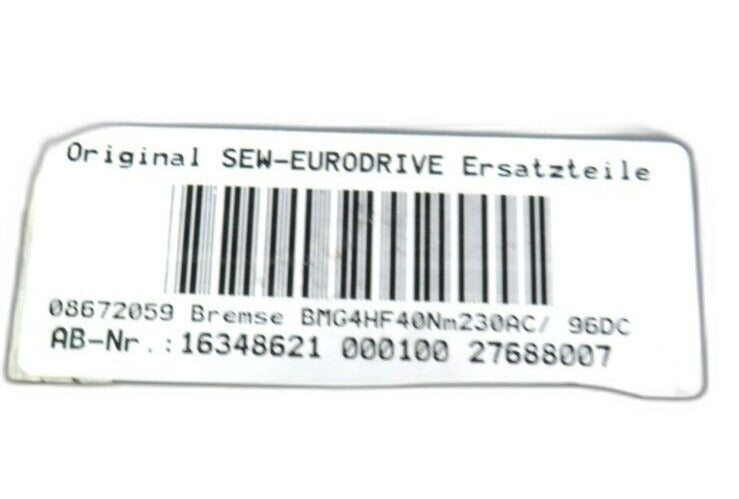 Original SEW-EURODRIVE Ersatzteile
08672059 Bremse BMG4HF40Nm230AC/ 96DC
AB-Nr.:16348621 000100 27688007